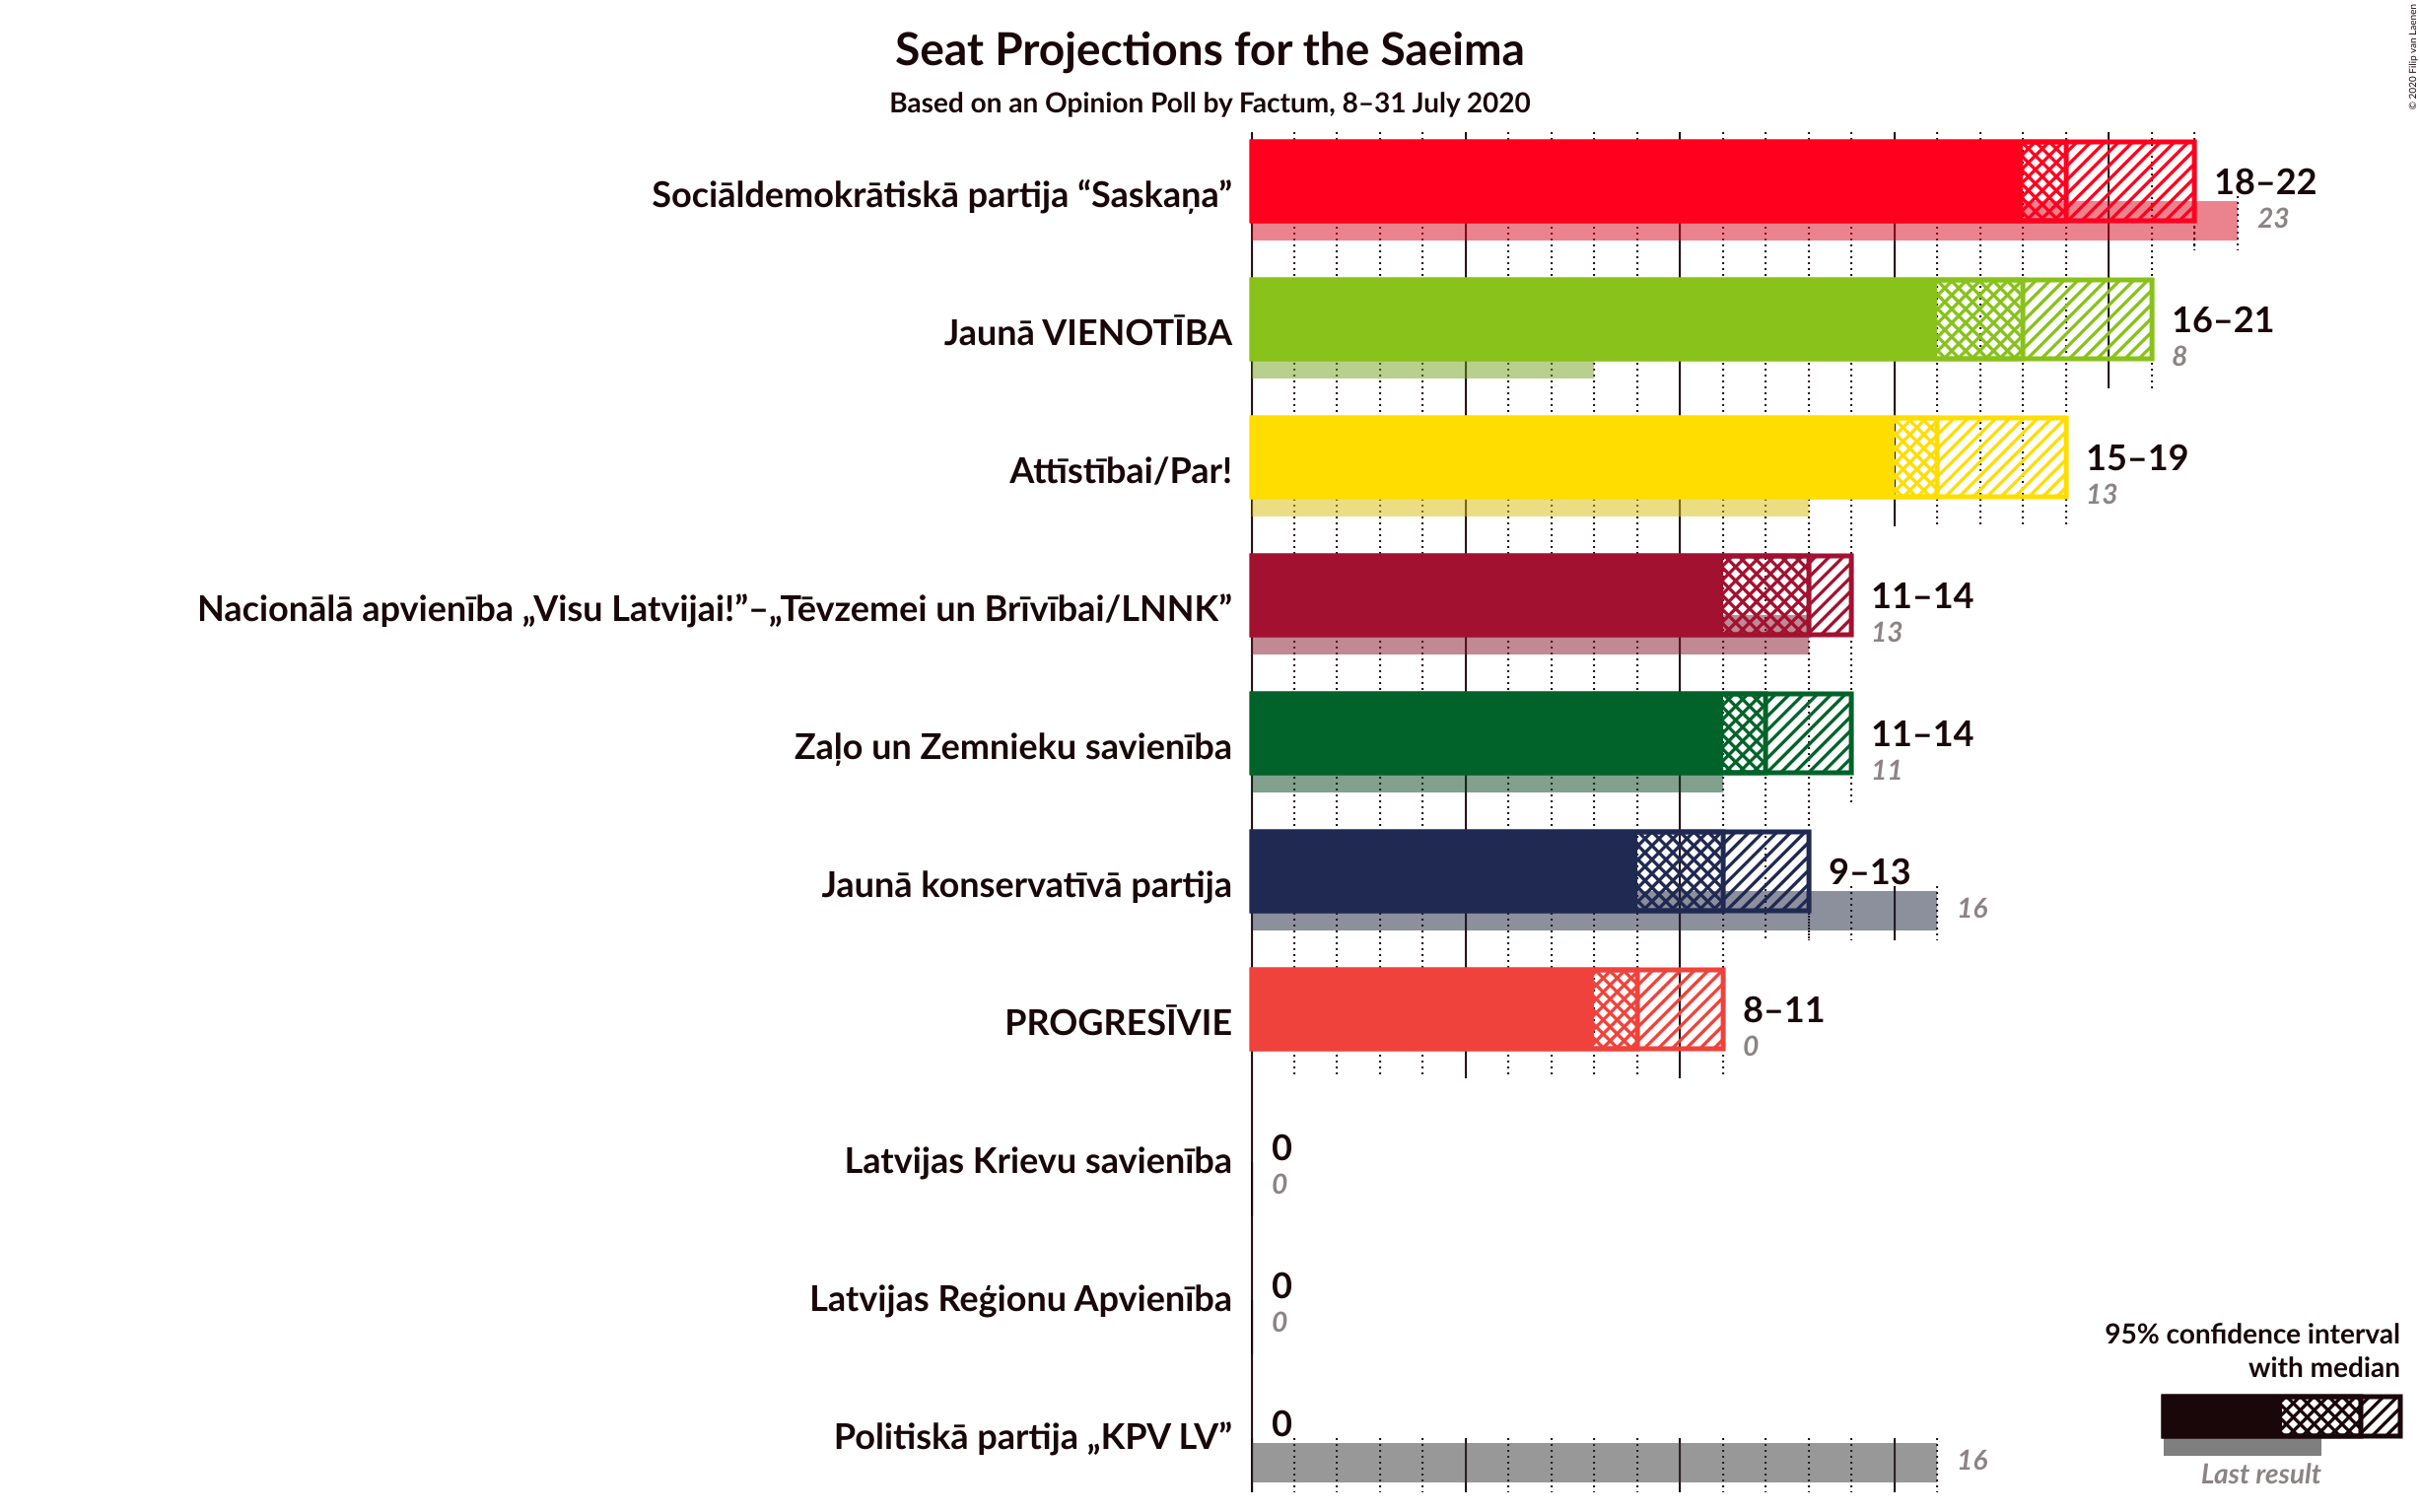 Seat Projections for the Saeima
Based on an Opinion Poll by Factum, 8–31 July 2020
© 2020 Filip van Laenen
Sociāldemokrātiskā partija “Saskaņa”
18–22
23
Jaunā VIENOTĪBA
16–21
8
Attīstībai/Par!
15–19
13
Nacionālā apvienība „Visu Latvijai!”–„Tēvzemei un Brīvībai/LNNK”
11–14
13
Zaļo un Zemnieku savienība
11–14
11
Jaunā konservatīvā partija
9–13
16
PROGRESĪVIE
8–11
0
Latvijas Krievu savienība
0
0
Latvijas Reģionu Apvienība
0
0
Politiskā partija „KPV LV”
0
16
95% confidence interval
with median
Last result